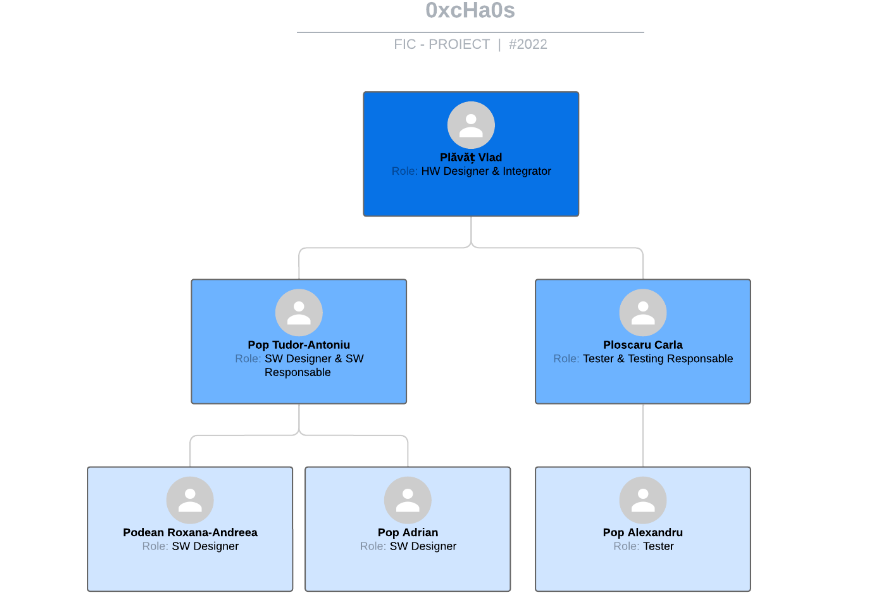 0xcHa0s
FIC - PROIECT | #2022
Plăvăț Vlad
Role: HW Designer & Integrator
Pop Tudor-Antoniu
Role: SW Designer & SW
Responsable
Ploscaru Carla
Role: Tester & Testing Responsable
Podean Roxana-Andreea
Role: SW Designer
Pop Adrian
Role: SW Designer
Pop Alexandru
Role: Tester